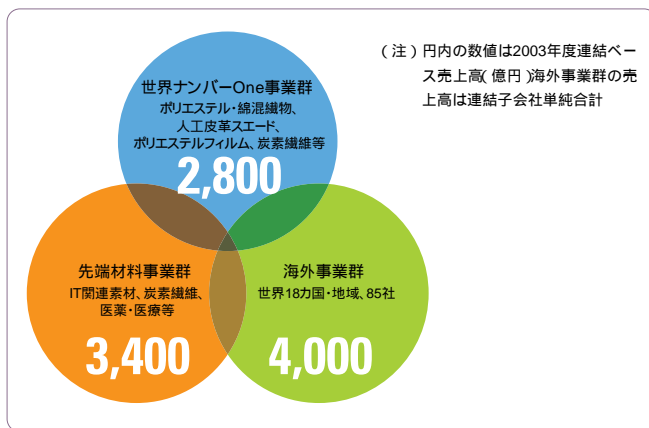 (注)円内の数値は2003年度連結ベー
ス売上高(億円)海外事業群の売
上高は連結子会社単純合計
世界ナンバーOne事業群
ポリエステル・綿混織物、
人工皮革スエード、
ポリエステルフィルム、炭素繊維等
2,800
先端材料事業群
IT関連素材、炭素繊維、
医薬・医療等
3,400
海外事業群
世界18カ国・地域、85社
4,000